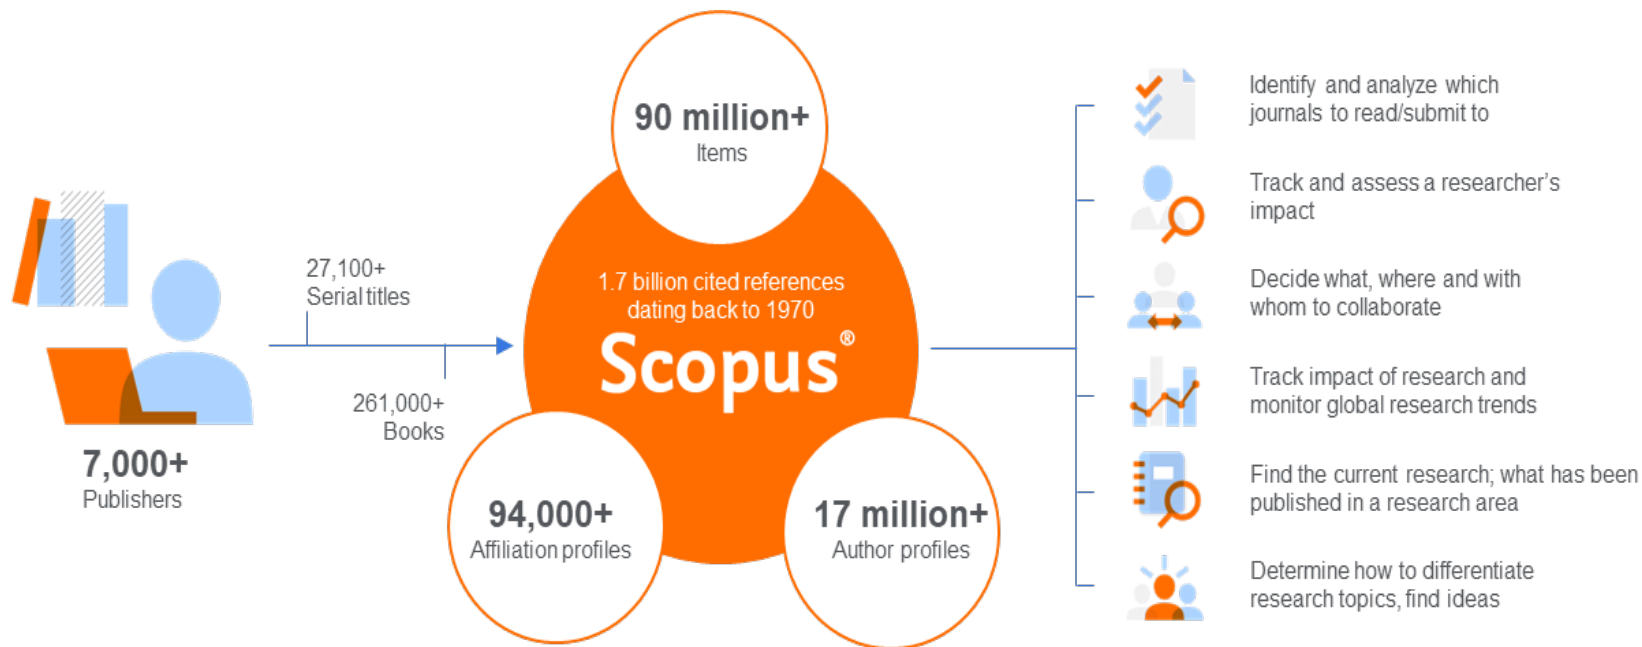 7,000+
Publishers
27,100+
Serial titles
261,000+
Books
90 million+
Items
1.7 billion cited references
dating back to 1970
Scopus®
94,000+
Affiliation profiles
17 million+
Author profiles
Identify and analyze which
journals to read/submit to
Track and assess a researcher’s
impact
Decide what, where and with
whom to collaborate
Track impact of research and
monitor global research trends
Find the current research; what has been
published in a research area
Determine how to differentiate
research topics, find ideas